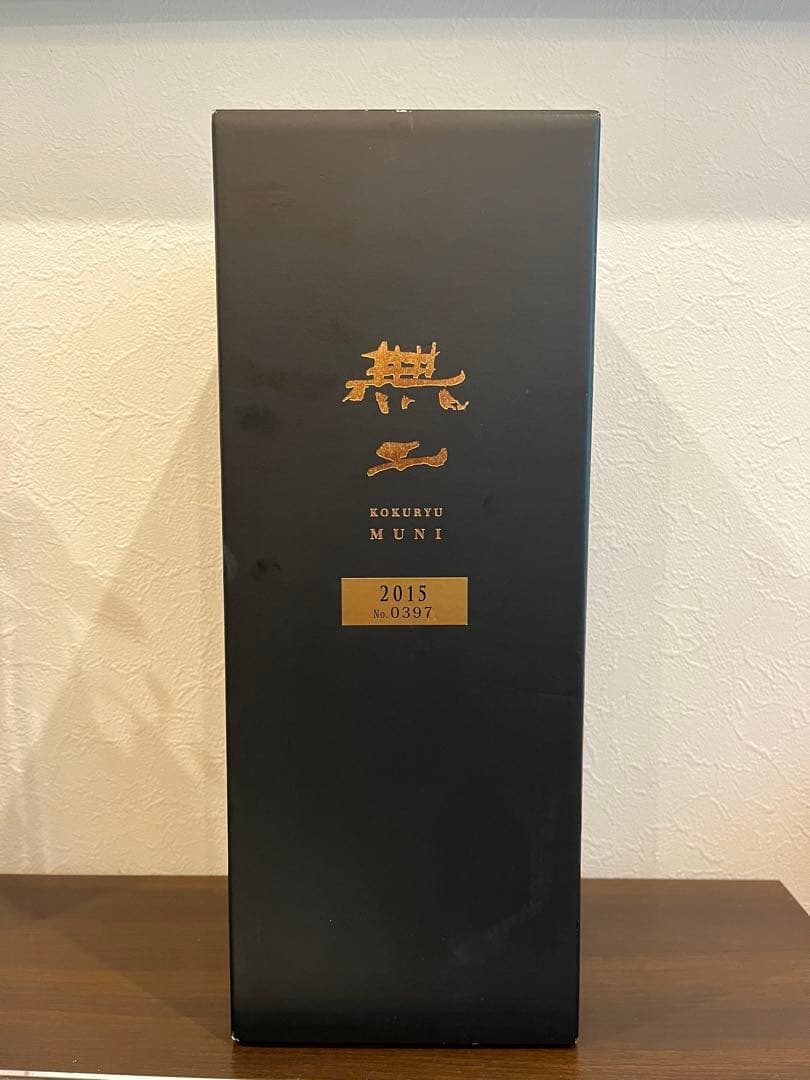 無
二
KOKURYU
MUNI
2015
No.0397